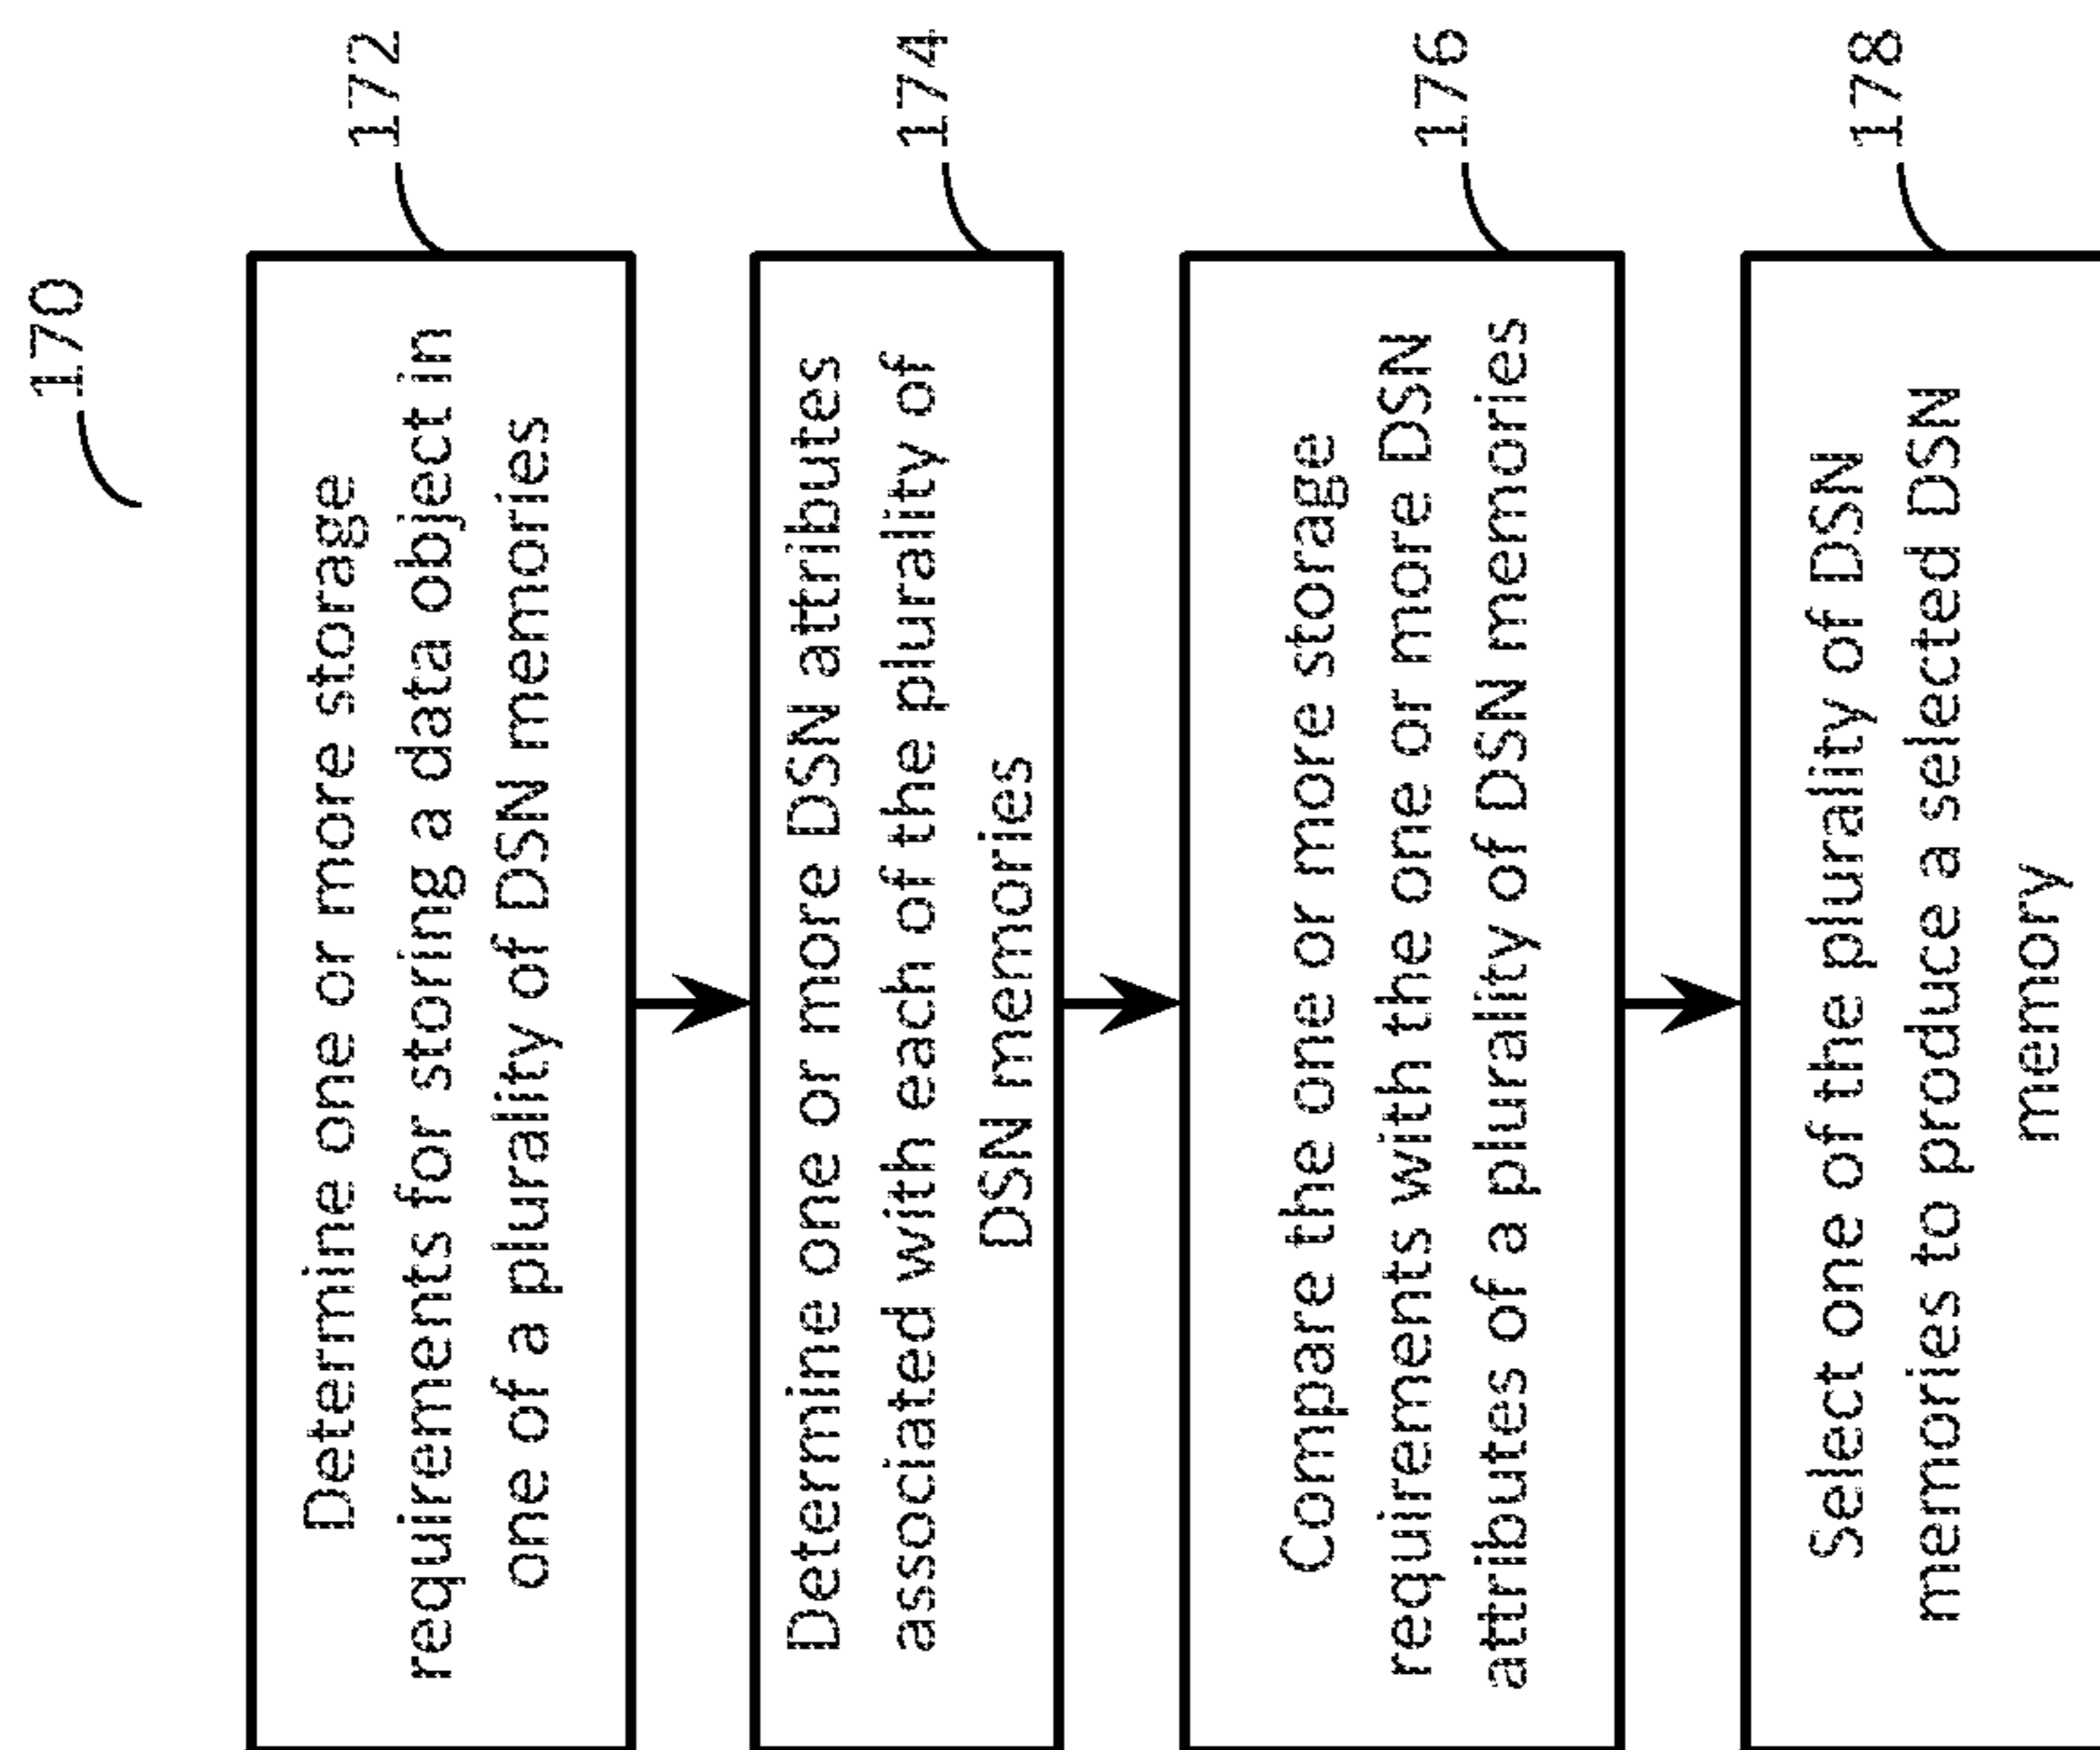 170
172
Determine one or more storage
requirements for storing a data object in
one of a plurality of DSN memories
174
Determine one or more DSN attributes
associated with each of the plurality of
DSN memories
176
Compare the one or more storage
requirements with the one or more DSN
attributes of a plurality of DSN memories
178
Select one of the plurality of DSN
memories to produce a selected DSN
memory